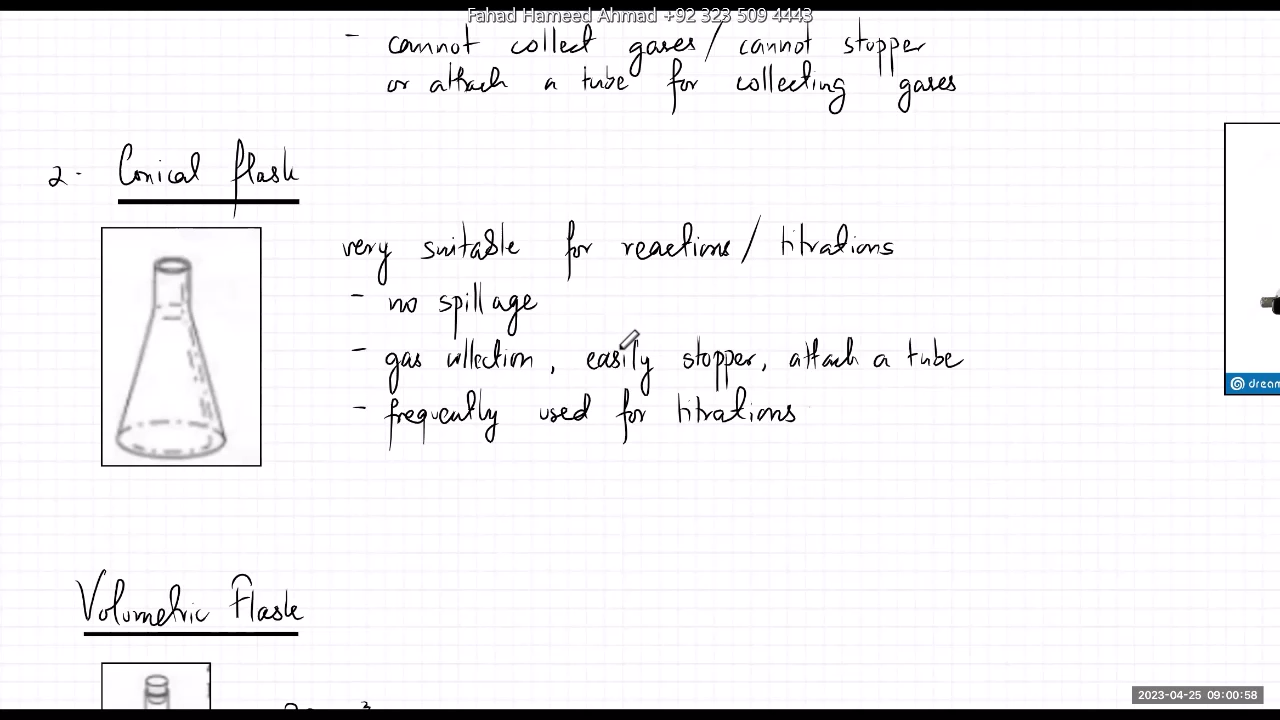 Fahad Hameed Ahmad +92 323 509 4443
- cannot collect gases / cannot stopper
or attach a tube for collecting gases
2. Conical flask
very suitable for reactions / titrations
- no spillage
- gas collection, easily stopper, attach a tube
- frequently used for titrations
dream
Volumetric Flask
2023-04-25 09:00:58